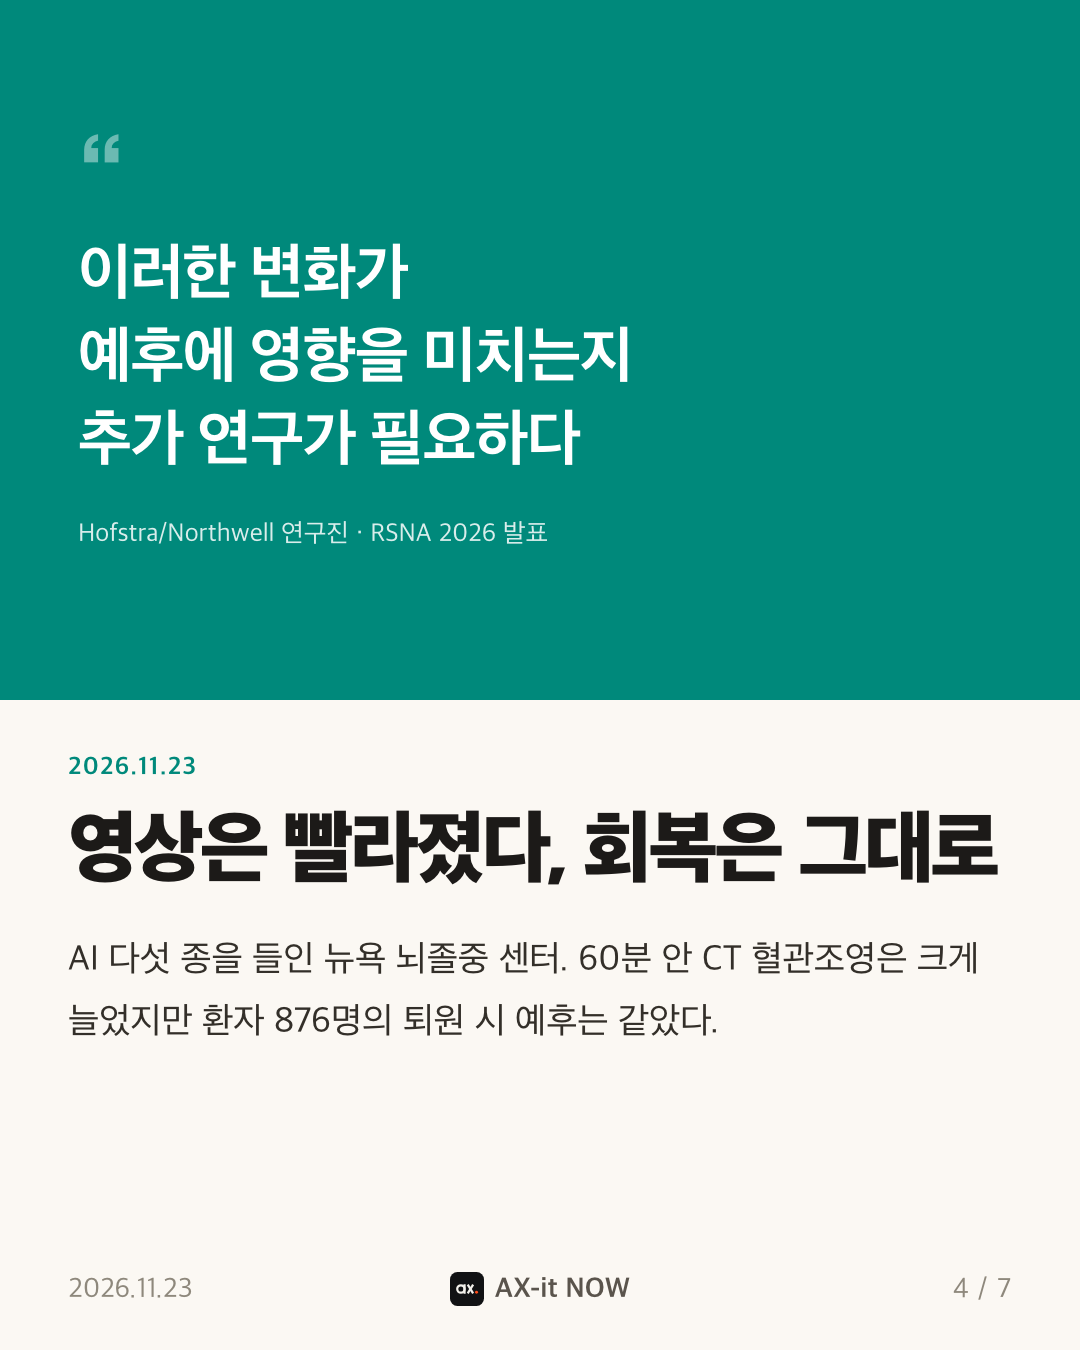 “
이러한 변화가
예후에 영향을 미치는지
추가 연구가 필요하다
Hofstra/Northwell 연구진 · RSNA 2026 발표
2026.11.23
영상은 빨라졌다, 회복은 그대로
AI 다섯 종을 들인 뉴욕 뇌졸중 센터. 60분 안 CT 혈관조영은 크게
늘었지만 환자 876명의 퇴원 시 예후는 같았다.
2026.11.23
ax. AX-it NOW
4 / 7